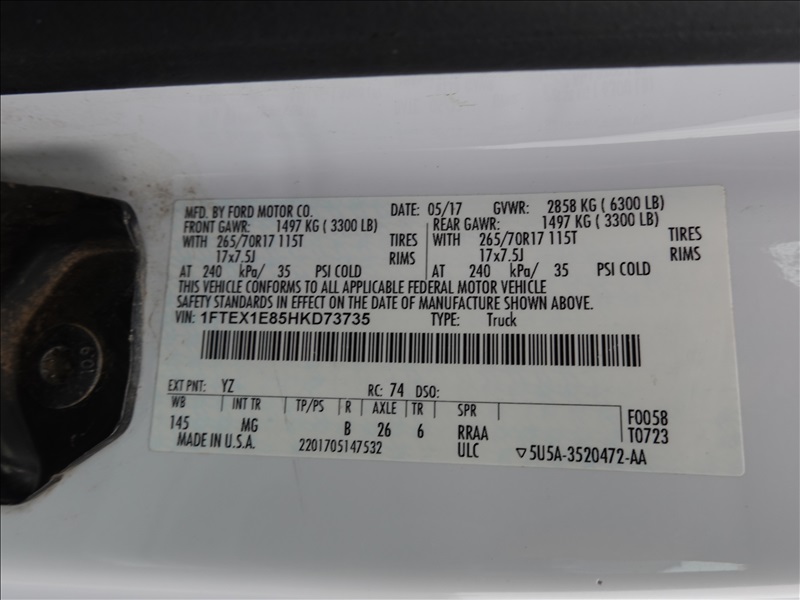 MFD. BY FORD MOTOR CO. DATE: 05/17 GVWR: 2858 KG ( 6300 LB)
FRONT GAWR: 1497 KG ( 3300 LB) REAR GAWR: 1497 KG ( 3300 LB)
WITH 265/70R17 115T TIRES WITH 265/70R17 115T TIRES
17x7.5J RIMS 17x7.5J RIMS
AT 240 kPa/ 35 PSI COLD AT 240 kPa/ 35 PSI COLD
THIS VEHICLE CONFORMS TO ALL APPLICABLE FEDERAL MOTOR VEHICLE
SAFETY STANDARDS IN EFFECT ON THE DATE OF MANUFACTURE SHOWN ABOVE.
VIN: 1FTEX1E85HKD73735 TYPE: Truck
EXT PNT: YZ RC: 74 DSO:
WB INT TR TP/PS R AXLE TR SPR F0058
145 MG B 26 6 RRAA T0723
MADE IN U.S.A. 2201705147532 ULC ▽5U5A-3520472-AA
60J